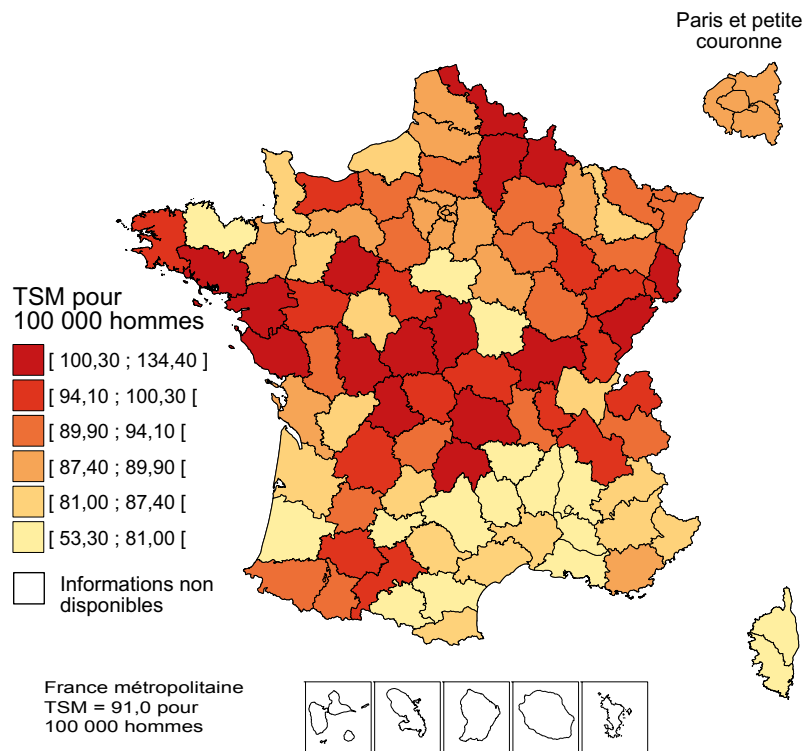 Paris et petite
couronne
TSM pour
100 000 hommes
[ 100,30 ; 134,40 ]
[ 94,10 ; 100,30 [
[ 89,90 ; 94,10 [
[ 87,40 ; 89,90 [
[ 81,00 ; 87,40 [
[ 53,30 ; 81,00 [
Informations non
disponibles
France métropolitaine
TSM = 91,0 pour
100 000 hommes